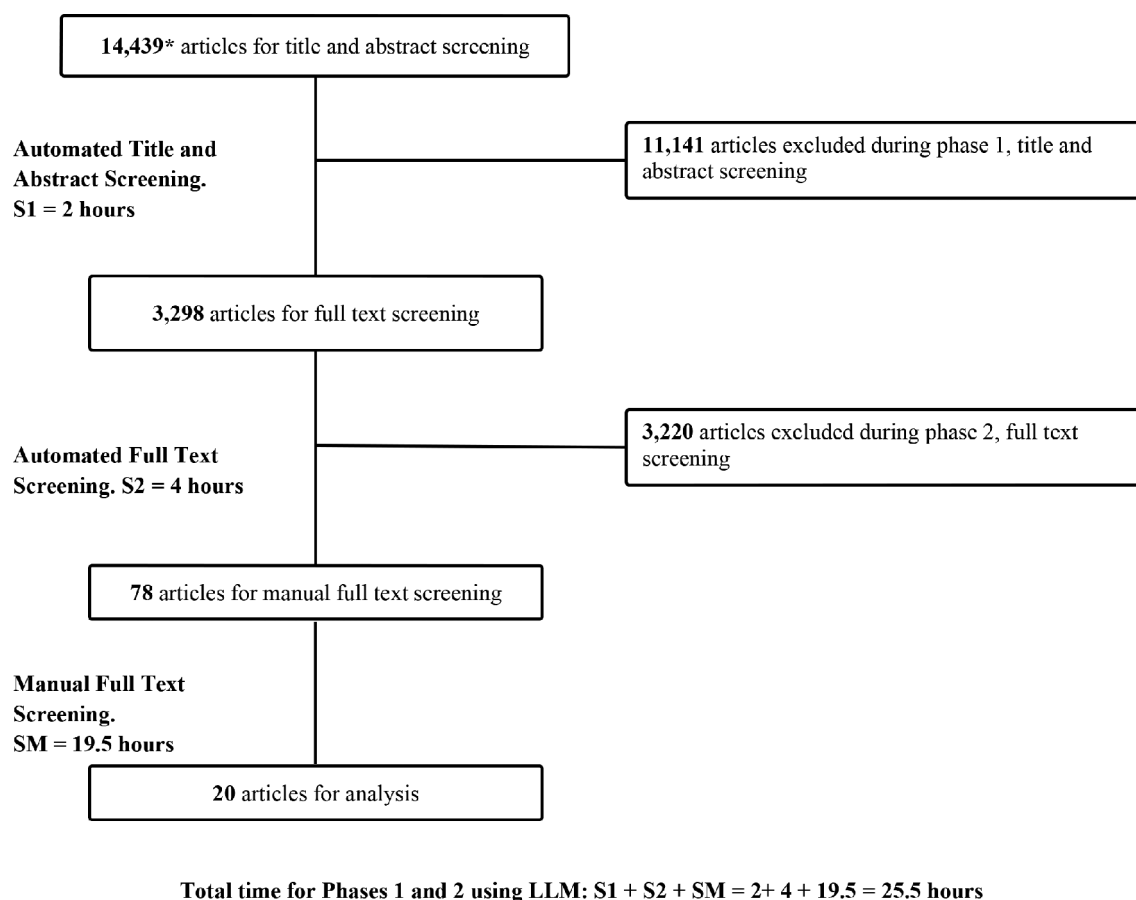 14,439* articles for title and abstract screening
Automated Title and
Abstract Screening.
S1 = 2 hours
11,141 articles excluded during phase 1, title and
abstract screening
3,298 articles for full text screening
Automated Full Text
Screening. S2 = 4 hours
3,220 articles excluded during phase 2, full text
screening
78 articles for manual full text screening
Manual Full Text
Screening.
SM = 19.5 hours
20 articles for analysis
Total time for Phases 1 and 2 using LLM: S1 + S2 + SM = 2+ 4 + 19.5 = 25.5 hours